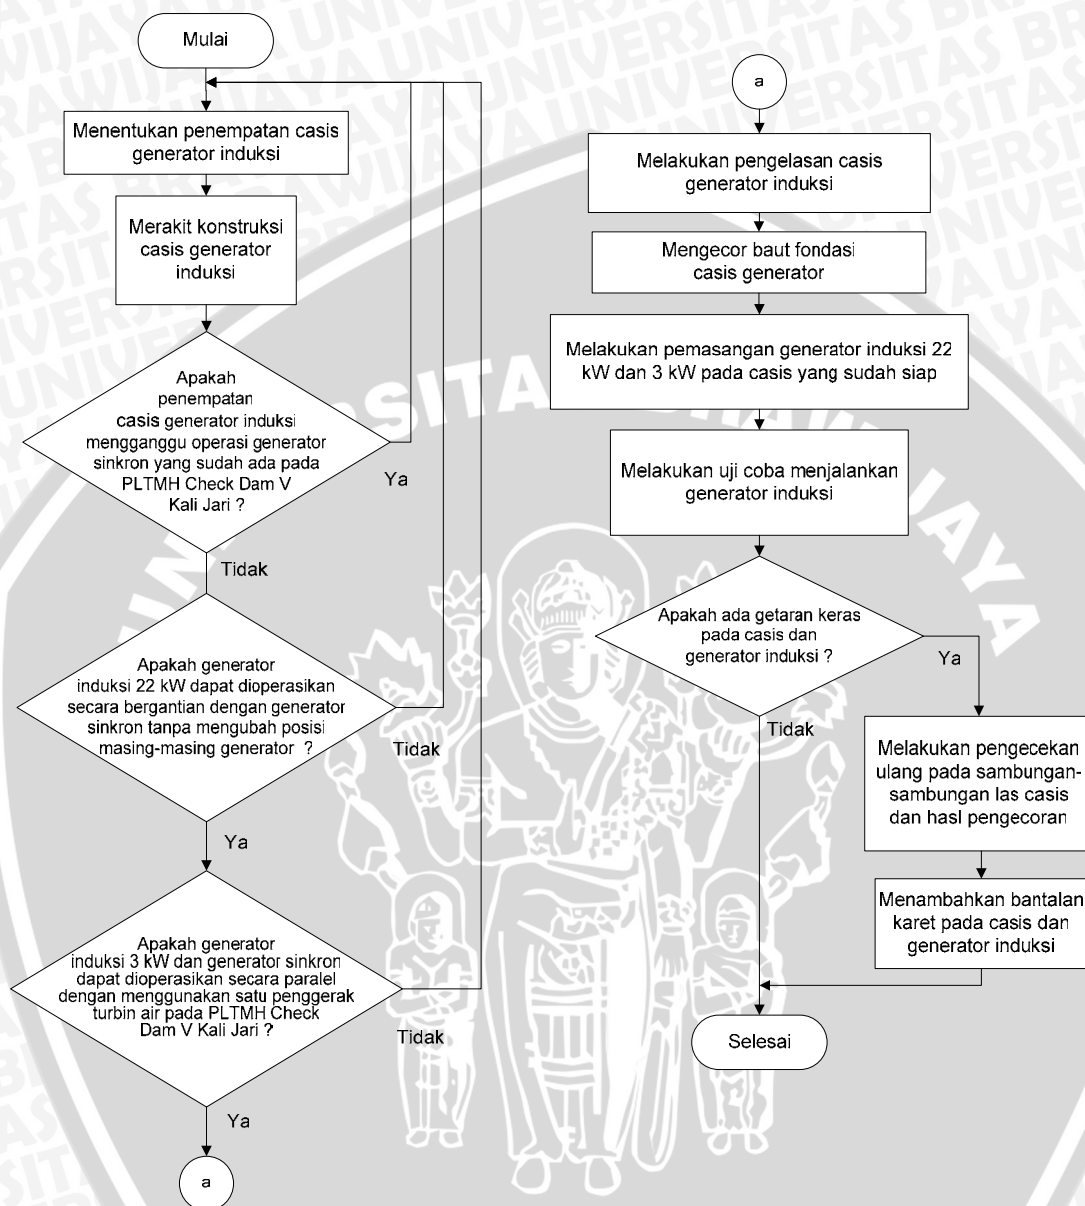 Mulai
Menentukan penempatan casis
generator induksi
Merakit konstruksi
casis generator
induksi
Apakah
penempatan
casis generator induksi
mengganggu operasi generator
sinkron yang sudah ada pada
PLTMH Check Dam V
Kali Jari ?
Ya
Tidak
Apakah generator
induksi 22 kW dapat dioperasikan
secara bergantian dengan generator
sinkron tanpa mengubah posisi
masing-masing generator ?
Tidak
Ya
Apakah generator
induksi 3 kW dan generator sinkron
dapat dioperasikan secara paralel
dengan menggunakan satu penggerak
turbin air pada PLTMH Check
Dam V Kali Jari ?
Tidak
Ya
a
a
Melakukan pengelasan casis
generator induksi
Mengecor baut fondasi
casis generator
Melakukan pemasangan generator induksi 22
kW dan 3 kW pada casis yang sudah siap
Melakukan uji coba menjalankan
generator induksi
Apakah ada getaran keras
pada casis dan
generator induksi ?
Ya
Tidak
Melakukan pengecekan
ulang pada sambungan-
sambungan las casis
dan hasl pengecoran
Menambahkan bantalan
karet pada casis dan
generator induksi
Selesai